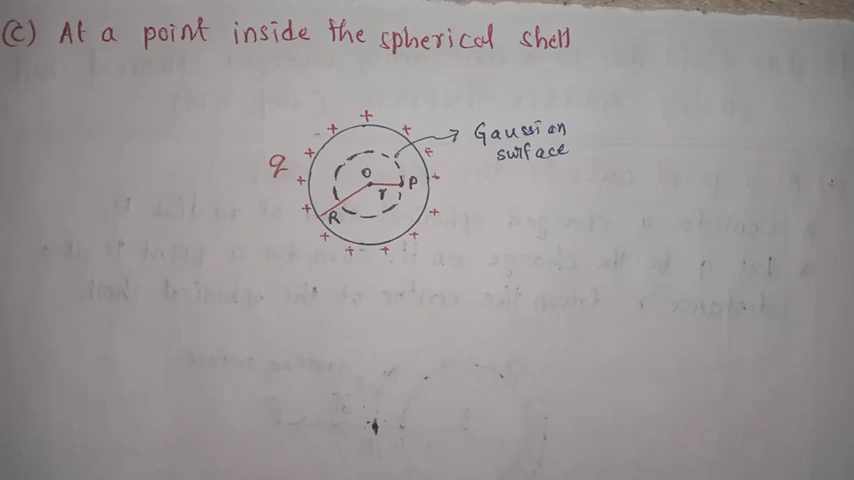 (c) At a point inside the spherical shell
Gaussian
surface
q
O
r
P
R